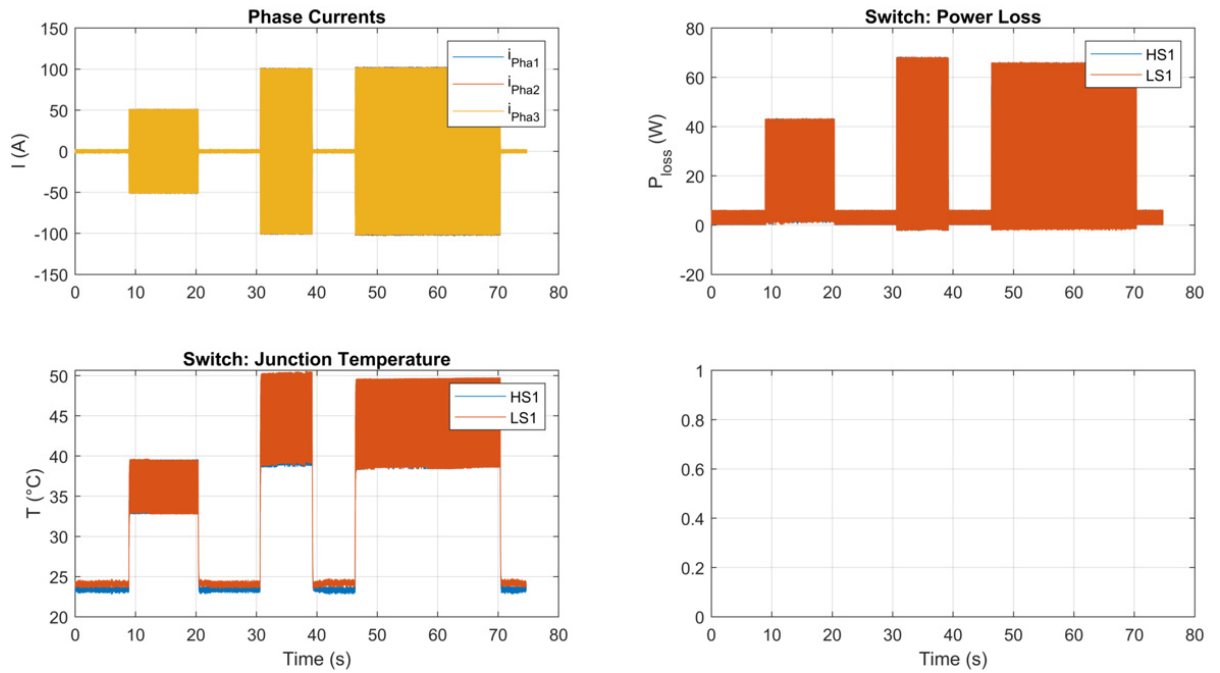 Phase Currents
I (A)
150
100
50
0
-50
-100
-150
i_Pha1
i_Pha2
i_Pha3
0 10 20 30 40 50 60 70 80
Switch: Power Loss
P_loss (W)
80
60
40
20
0
-20
HS1
LS1
0 10 20 30 40 50 60 70 80
Switch: Junction Temperature
T (°C)
50
45
40
35
30
25
20
HS1
LS1
0 10 20 30 40 50 60 70 80
Time (s)
1
0.8
0.6
0.4
0.2
0
0 10 20 30 40 50 60 70 80
Time (s)